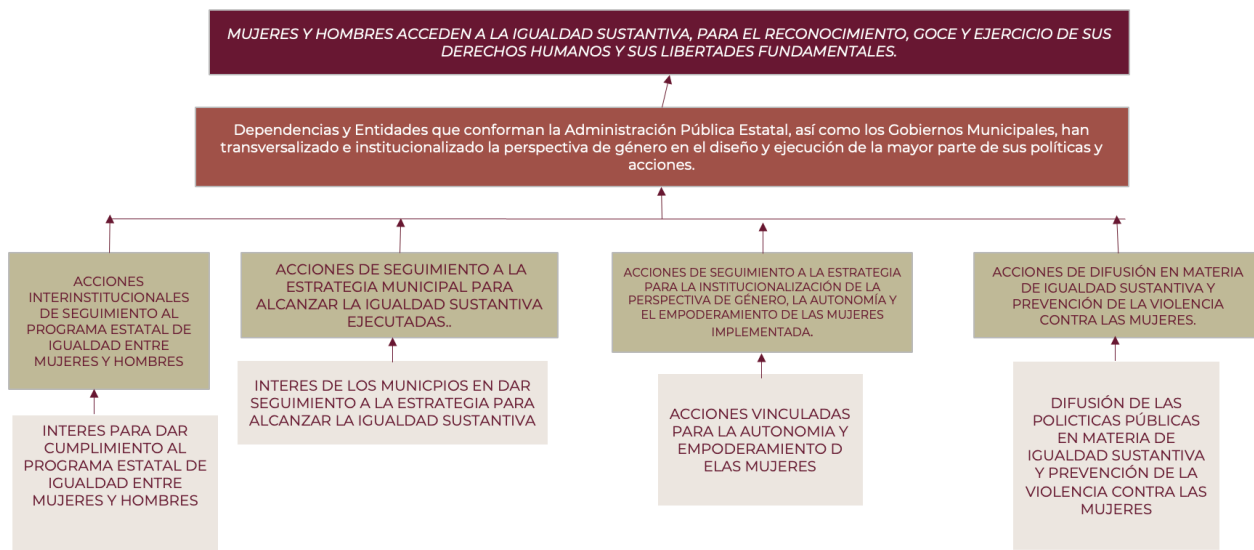 MUJERES Y HOMBRES ACCEDEN A LA IGUALDAD SUSTANTIVA, PARA EL RECONOCIMIENTO, GOCE Y EJERCICIO DE SUS
DERECHOS HUMANOS Y SUS LIBERTADES FUNDAMENTALES.
Dependencias y Entidades que conforman la Administración Pública Estatal, así como los Gobiernos Municipales, han
transversalizado e institucionalizado la perspectiva de género en el diseño y ejecución de la mayor parte de sus políticas y
acciones.
ACCIONES
INTERINSTITUCIONALES
DE SEGUIMIENTO AL
PROGRAMA ESTATAL DE
IGUALDAD ENTRE
MUJERES Y HOMBRES
ACCIONES DE SEGUIMIENTO A LA
ESTRATEGIA MUNICIPAL PARA
ALCANZAR LA IGUALDAD SUSTANTIVA
EJECUTADAS..
ACCIONES DE SEGUIMIENTO A LA ESTRATEGIA
PARA LA INSTITUCIONALIZACIÓN DE LA
PERSPECTIVA DE GÉNERO, LA AUTONOMÍA Y
EL EMPODERAMIENTO DE LAS MUJERES
IMPLEMENTADA.
ACCIONES DE DIFUSIÓN EN MATERIA
DE IGUALDAD SUSTANTIVA Y
PREVENCIÓN DE LA VIOLENCIA
CONTRA LAS MUJERES.
INTERES PARA DAR
CUMPLIMIENTO AL
PROGRAMA ESTATAL DE
IGUALDAD ENTRE
MUJERES Y HOMBRES
INTERES DE LOS MUNICPIOS EN DAR
SEGUIMIENTO A LA ESTRATEGIA PARA
ALCANZAR LA IGUALDAD SUSTANTIVA
ACCIONES VINCULADAS
PARA LA AUTONOMIA Y
EMPODERAMIENTO D
ELAS MUJERES
DIFUSIÓN DE LAS
POLICTICAS PÚBLICAS
EN MATERIA DE
IGUALDAD SUSTANTIVA
Y PREVENCIÓN DE LA
VIOLENCIA CONTRA LAS
MUJERES